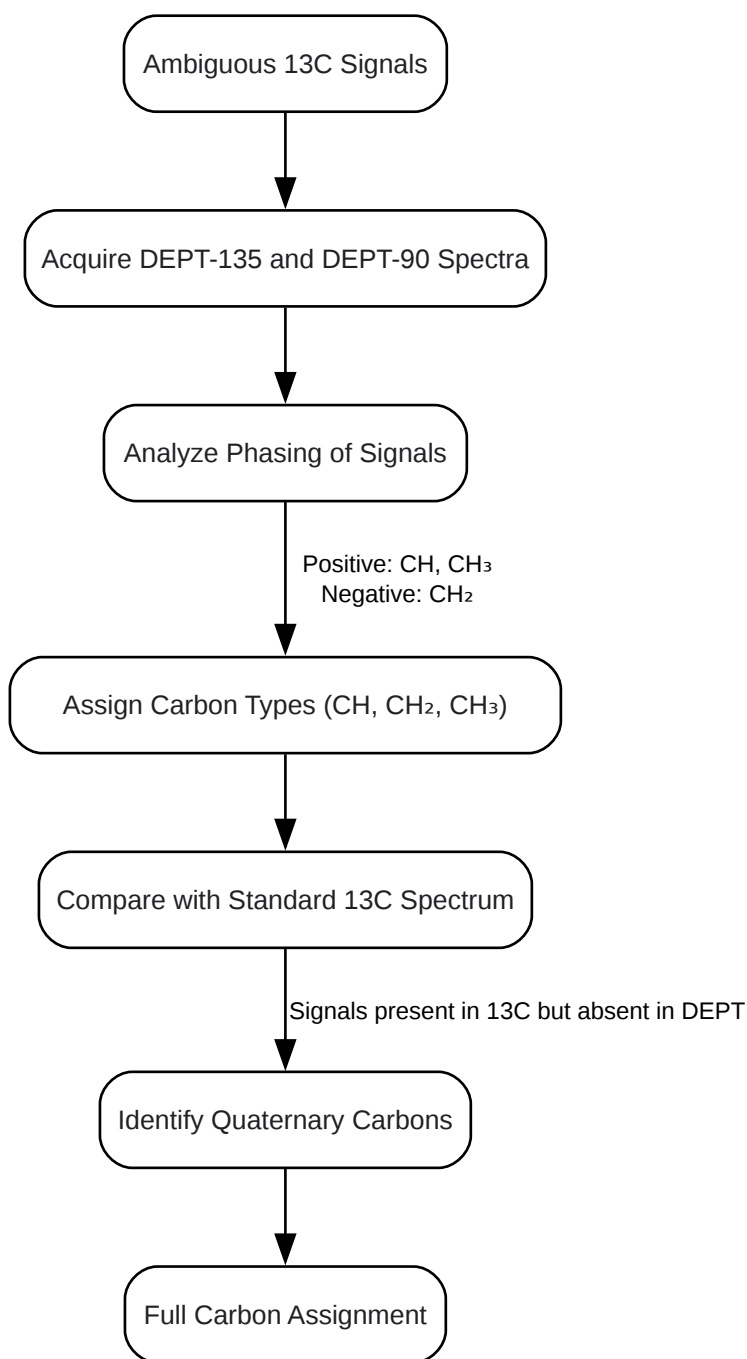 Ambiguous 13C Signals
Acquire DEPT-135 and DEPT-90 Spectra
Analyze Phasing of Signals
Positive: CH, CH₃
Negative: CH₂
Assign Carbon Types (CH, CH₂, CH₃)
Compare with Standard 13C Spectrum
Signals present in 13C but absent in DEPT
Identify Quaternary Carbons
Full Carbon Assignment